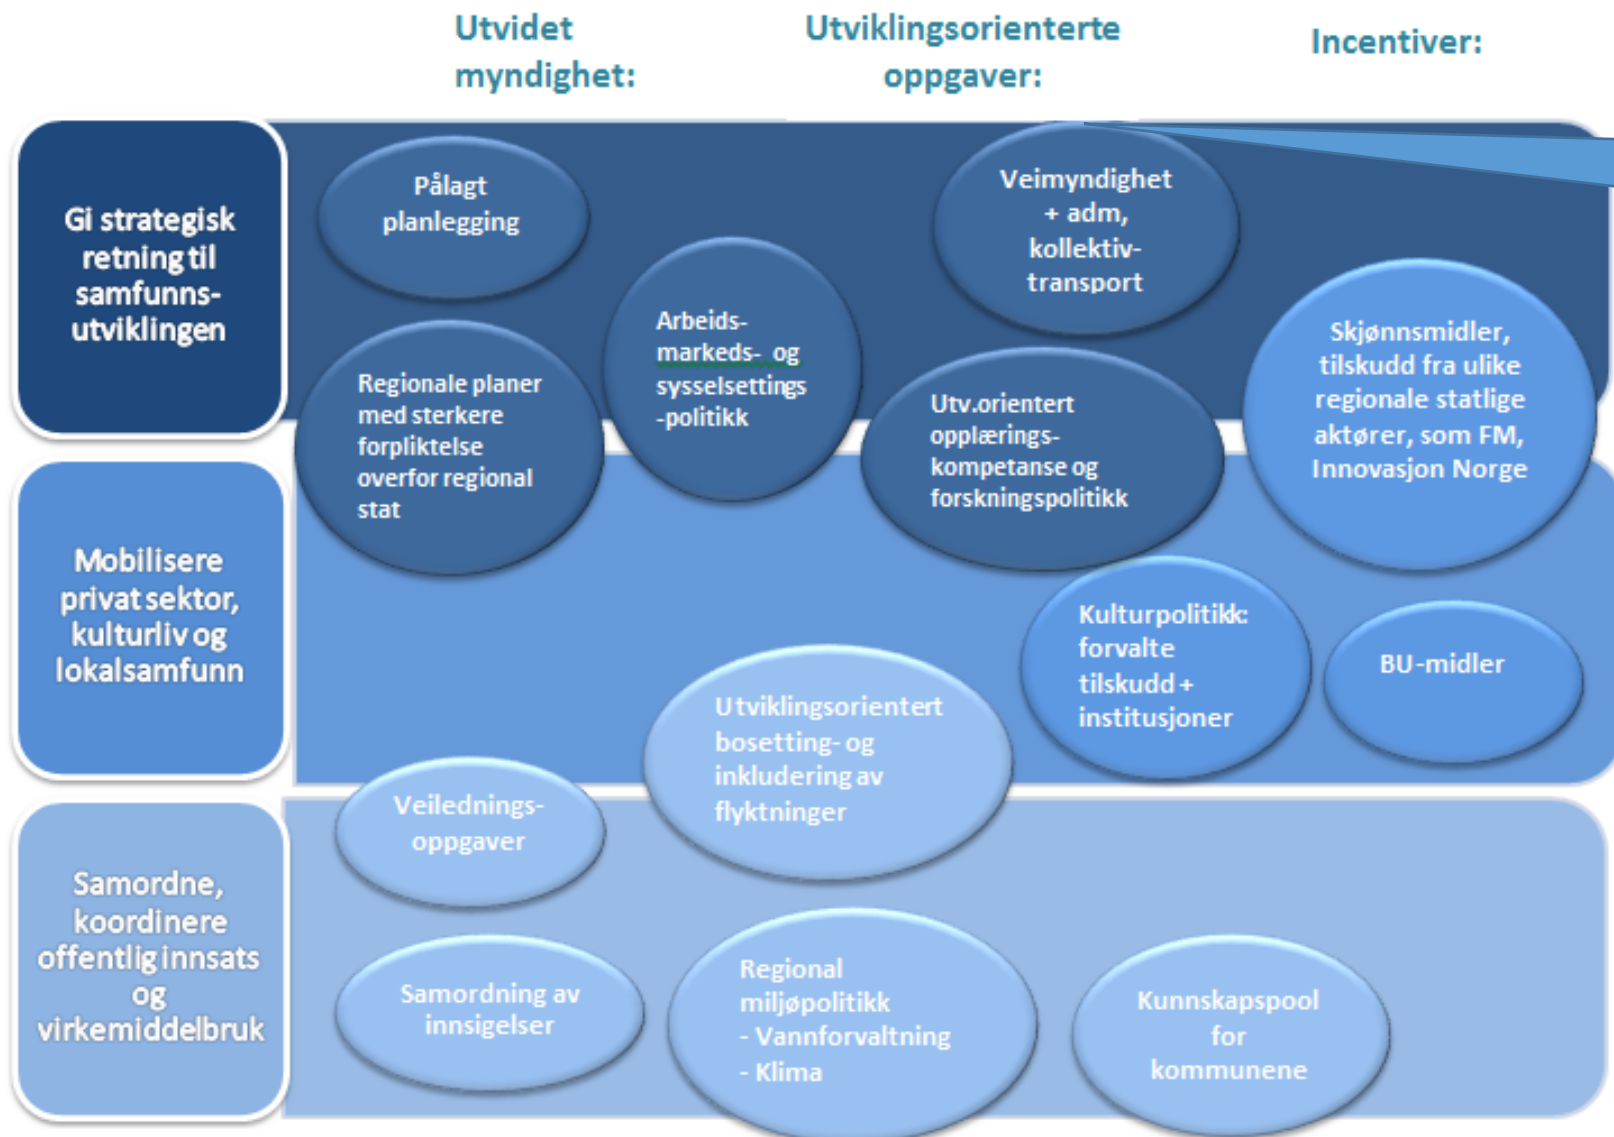 Utvidet
myndighet:
Utviklingsorienterte
oppgaver:
Incentiver:
Gi strategisk
retning til
samfunns-
utviklingen
Pålagt
planlegging
Regionale planer
med sterkere
forpliktelse
overfor regional
stat
Arbeids-
markeds- og
sysselsettings
-politikk
Veimyndighet
+ adm,
kollektiv-
transport
Utv.orientert
opplærings-
kompetanse og
forskningspolitikk
Skjønnsmidler,
tilskudd fra ulike
regionale statlige
aktører, som FM,
Innovasjon Norge
Mobilisere
privat sektor,
kulturliv og
lokalsamfunn
Utviklingsorientert
bosetting- og
inkludering av
flyktninger
Kulturpolitikk:
forvalte
tilskudd +
institusjoner
BU-midler
Samordne,
koordinere
offentlig innsats
og
virkemiddelbruk
Veilednings-
oppgaver
Samordning av
innsigelser
Regional
miljøpolitikk
- Vannforvaltning
- Klima
Kunnskapspool
for
kommunene